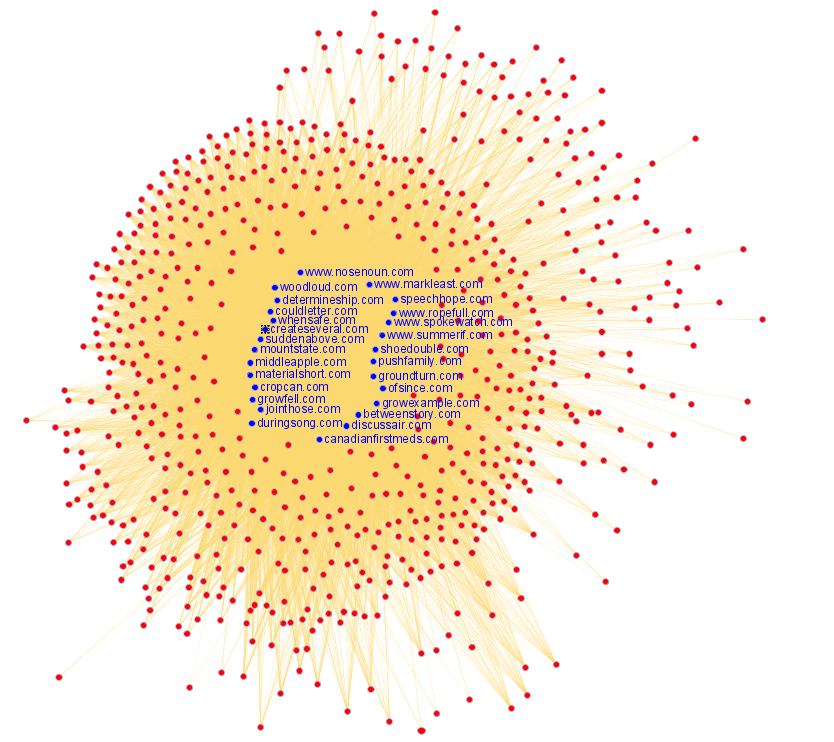 www.nosenoun.com
www.markleast.com
woodloud.com
determineship.com
speechhope.com
couldletter.com
www.ropefull.com
whensafe.com
www.spokewatch.com
createseveral.com
suddenabove.com
www.summerif.com
mountstate.com
shoedouble.com
middleapple.com
pushfamily.com
materialshort.com
groundturn.com
cropcan.com
ofsince.com
growfell.com
growexample.com
jointhose.com
betweenstory.com
duringsong.com
discussair.com
canadianfirstmeds.com